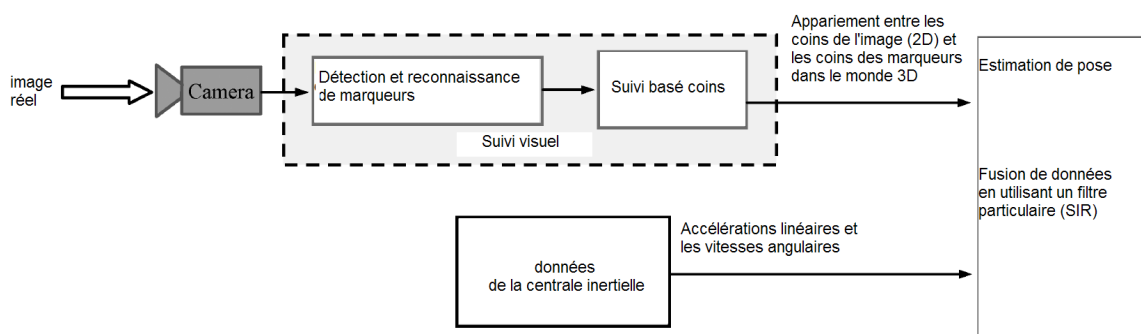 image
réel
Camera
Détection et reconnaissance
de marqueurs
Suivi basé coins
Suivi visuel
Appariement entre les
coins de l'image (2D) et
les coins des marqueurs
dans le monde 3D
Estimation de pose
Fusion de données
en utilisant un filtre
particulaire (SIR)
données
de la centrale inertielle
Accélérations linéaires et
les vitesses angulaires